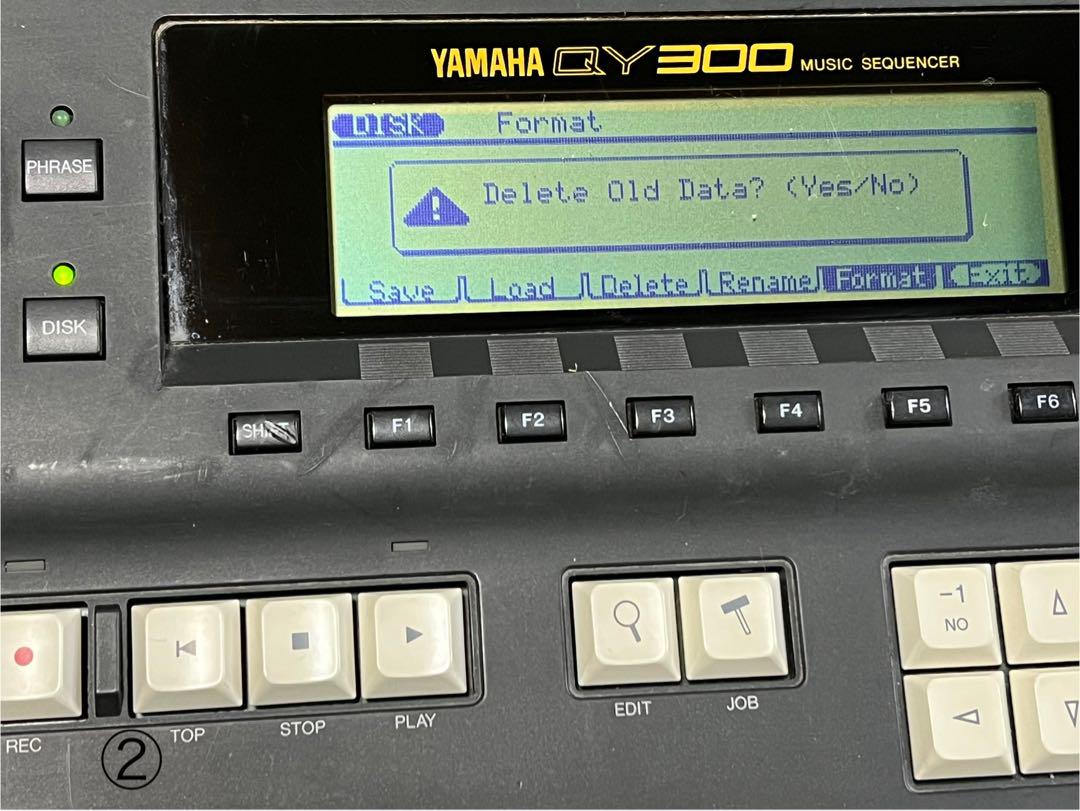 YAMAHA QY300 MUSIC SEQUENCER
DISK Format
Delete Old Data? (Yes/No)
Save Load Delete Rename Format Exit
PHRASE
DISK
SHIFT F1 F2 F3 F4 F5 F6
-1
NO
REC TOP STOP PLAY EDIT JOB
②